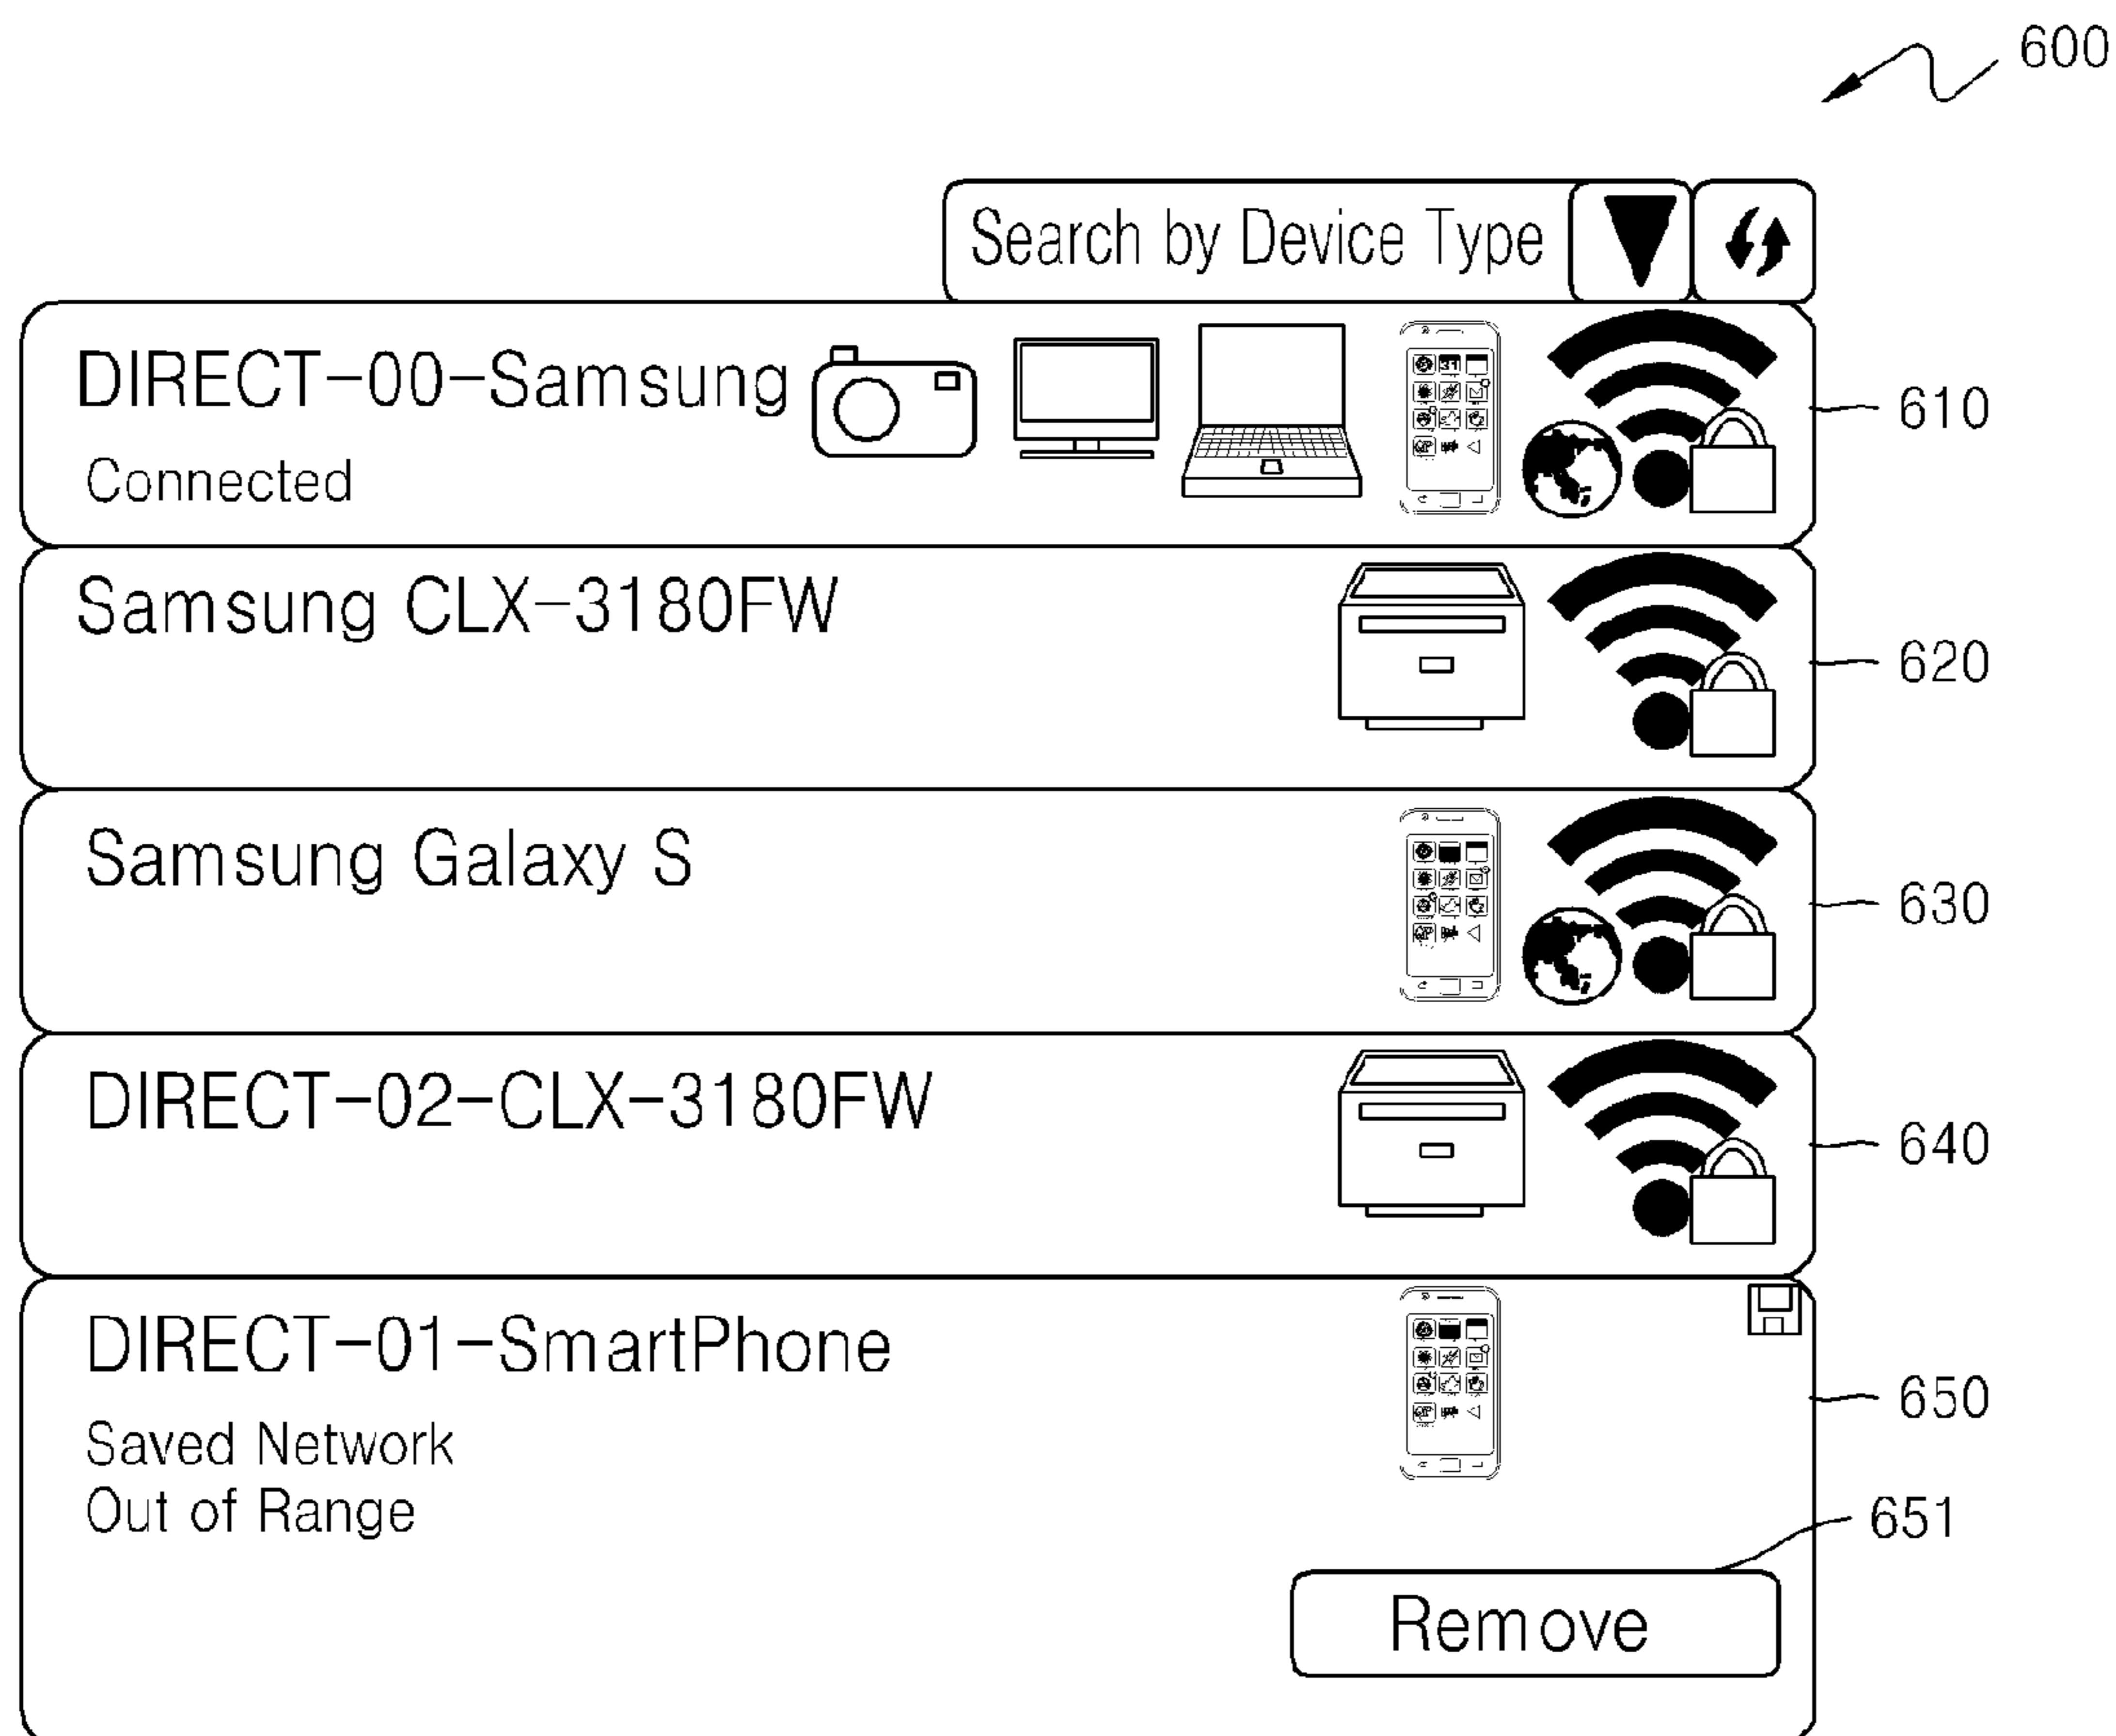 600
Search by Device Type
DIRECT-00-Samsung
31
Connected
610
Samsung CLX-3180FW
620
Samsung Galaxy S
630
DIRECT-02-CLX-3180FW
640
DIRECT-01-SmartPhone
Saved Network
Out of Range
650
651
Remove